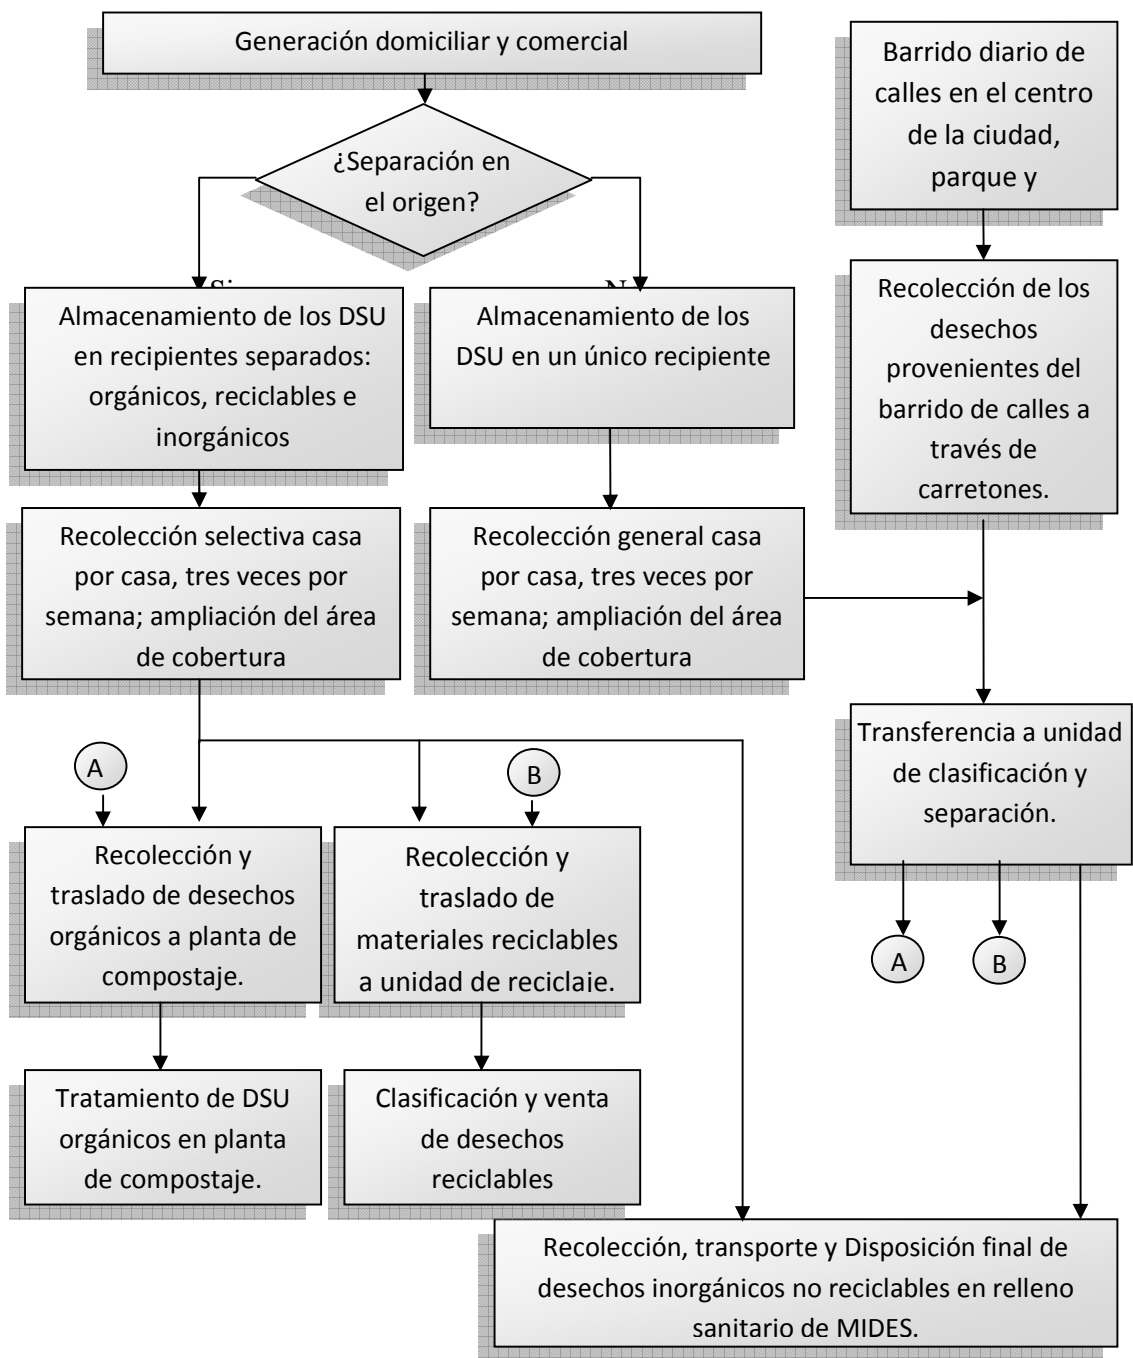 Generación domiciliar y comercial
¿Separación en
el origen?
Almacenamiento de los DSU
en recipientes separados:
orgánicos, reciclables e
inorgánicos
Almacenamiento de los
DSU en un único recipiente
Recolección selectiva casa
por casa, tres veces por
semana; ampliación del área
de cobertura
Recolección general casa
por casa, tres veces por
semana; ampliación del área
de cobertura
Barrido diario de
calles en el centro
de la ciudad,
parque y
Recolección de los
desechos
provenientes del
barrido de calles a
través de
carretones.
Transferencia a unidad
de clasificación y
separación.
A
B
A
B
Recolección y
traslado de desechos
orgánicos a planta de
compostaje.
Recolección y
traslado de
materiales reciclables
a unidad de reciclaje.
Tratamiento de DSU
orgánicos en planta
de compostaje.
Clasificación y venta
de desechos
reciclables
Recolección, transporte y Disposición final de
desechos inorgánicos no reciclables en relleno
sanitario de MIDES.